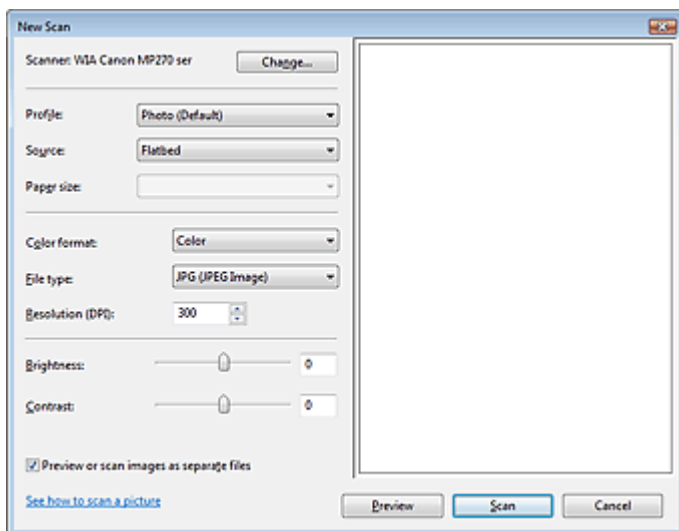 New Scan
Scanner: WIA Canon MP270 ser
Change...
Profile:
Photo (Default)
Source:
Flatbed
Paper size:
Color format:
Color
File type:
JPG (JPEG Image)
Resolution (DPI):
300
Brightness:
0
Contrast:
0
Preview or scan images as separate files
See how to scan a picture
Preview
Scan
Cancel